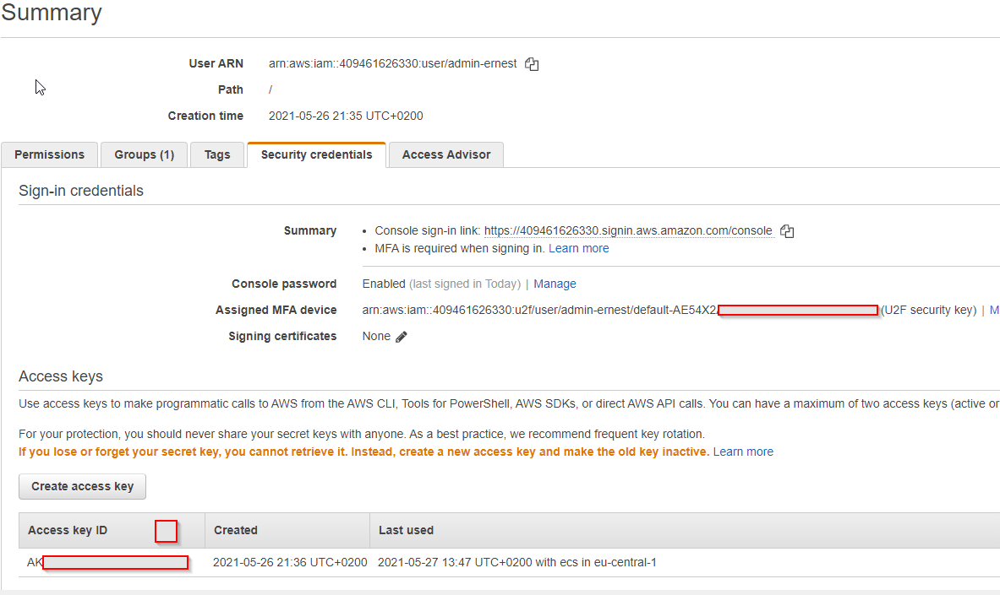 Summary
User ARN arn:aws:iam::409461626330:user/admin-ernest
Path /
Creation time 2021-05-26 21:35 UTC+0200
Permissions Groups (1) Tags Security credentials Access Advisor
Sign-in credentials
Summary • Console sign-in link: https://409461626330.signin.aws.amazon.com/console
• MFA is required when signing in. Learn more
Console password Enabled (last signed in Today) | Manage
Assigned MFA device arn:aws:iam::409461626330:u2f/user/admin-ernest/default-AE54X2 (U2F security key) | M
Signing certificates None
Access keys
Use access keys to make programmatic calls to AWS from the AWS CLI, Tools for PowerShell, AWS SDKs, or direct AWS API calls. You can have a maximum of two access keys (active or
For your protection, you should never share your secret keys with anyone. As a best practice, we recommend frequent key rotation.
If you lose or forget your secret key, you cannot retrieve it. Instead, create a new access key and make the old key inactive. Learn more
Create access key
Access key ID Created Last used
AK 2021-05-26 21:36 UTC+0200 2021-05-27 13:47 UTC+0200 with ecs in eu-central-1